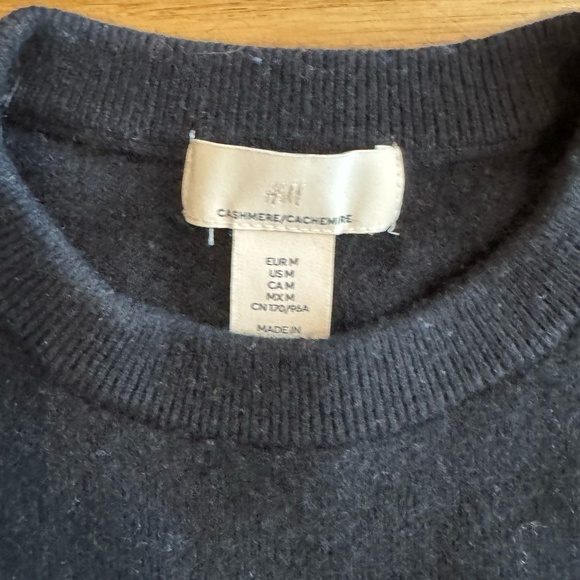 H&M
CASHMERE/CACHEMIRE
EUR M
US M
CA M
MX M
CN 170/96A
MADE IN